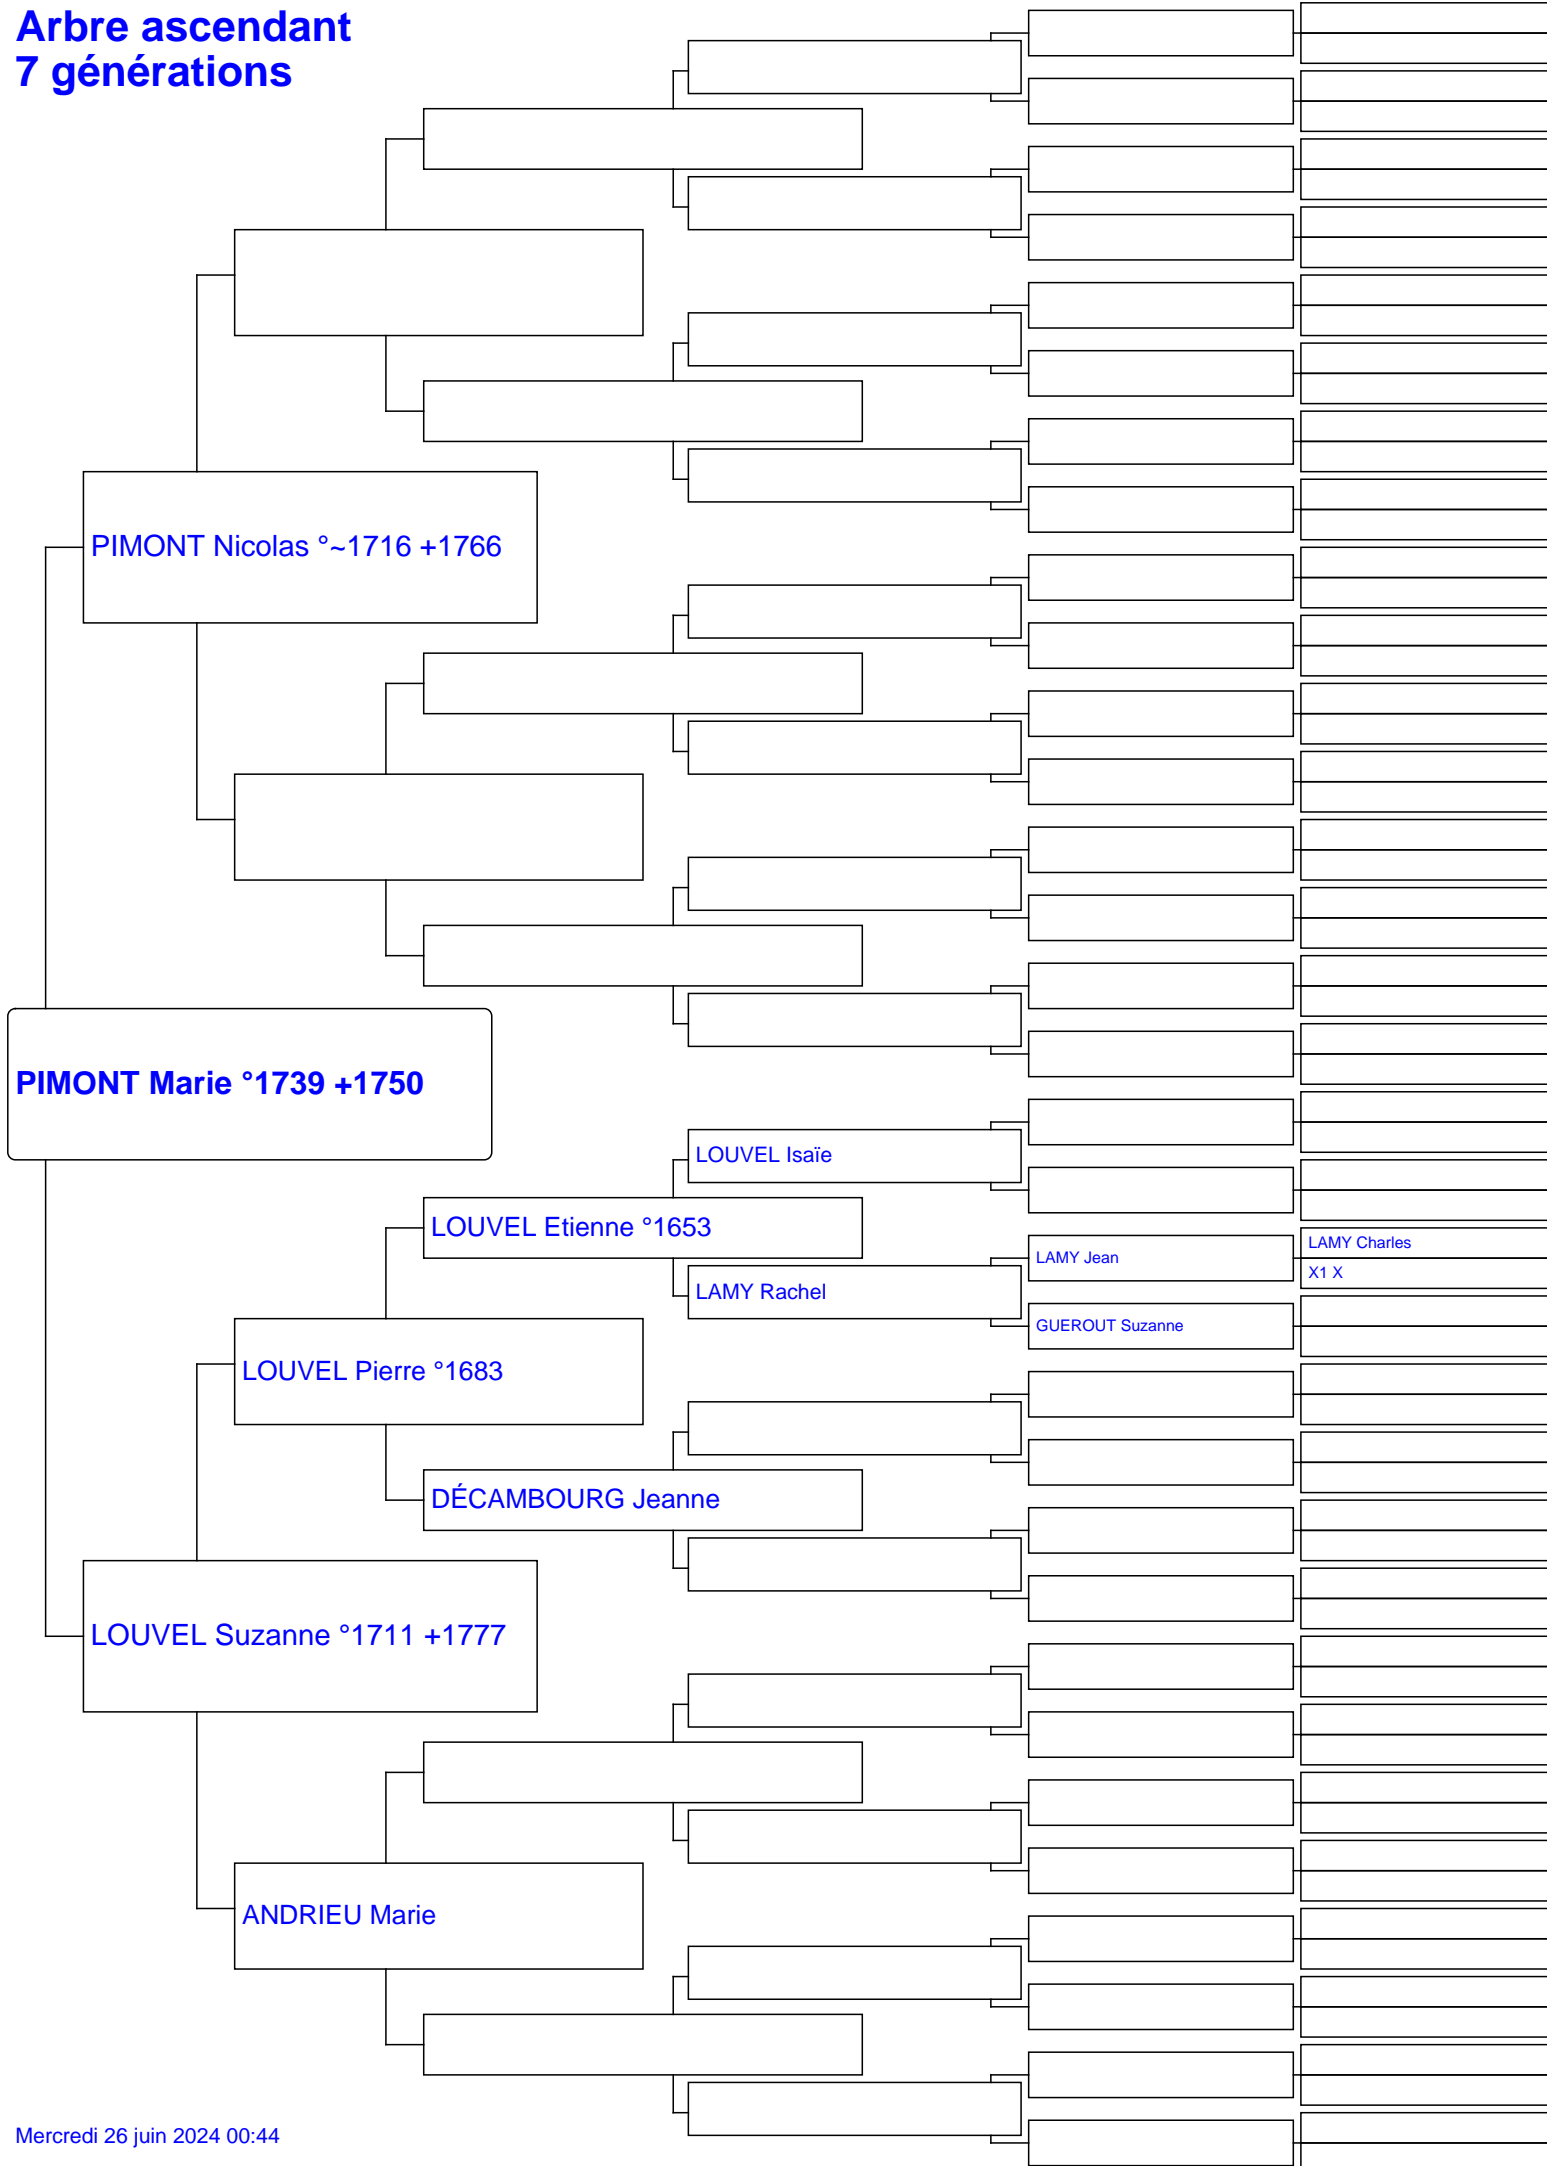 Arbre ascendant
7 générations
PIMONT Nicolas °~1716 +1766
PIMONT Marie °1739 +1750
LOUVEL Isaïe
LOUVEL Etienne °1653
LAMY Charles
LAMY Jean
X1 X
LAMY Rachel
GUEROUT Suzanne
LOUVEL Pierre °1683
DÉCAMBOURG Jeanne
LOUVEL Suzanne °1711 +1777
ANDRIEU Marie
Mercredi 26 juin 2024 00:44